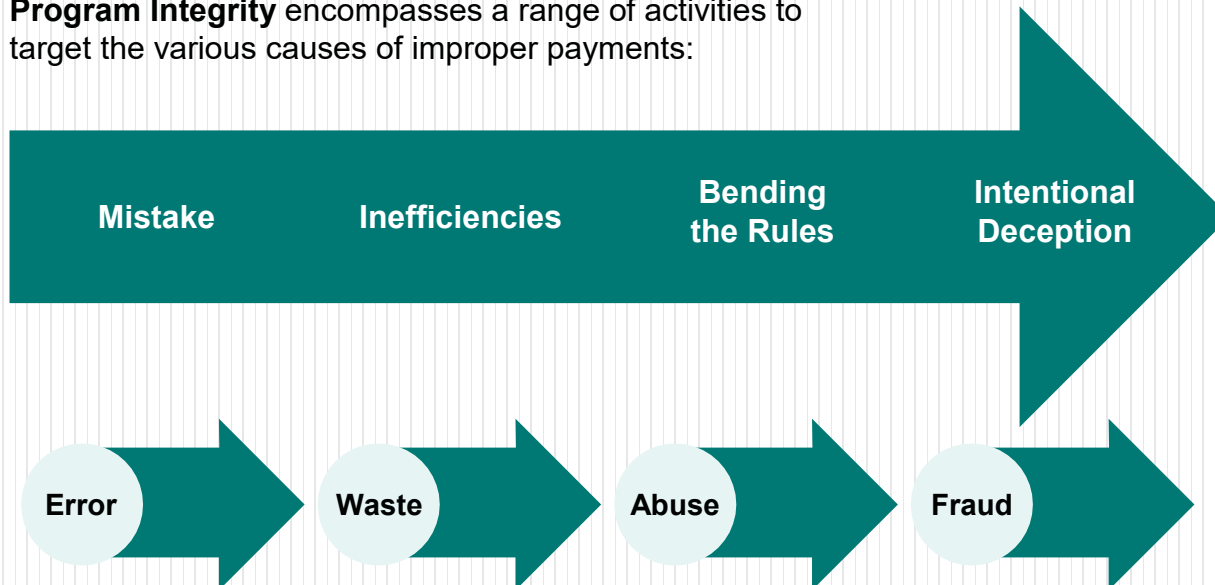 Program Integrity encompasses a range of activities to
target the various causes of improper payments:
Mistake
Inefficiencies
Bending
the Rules
Intentional
Deception
Error
Waste
Abuse
Fraud